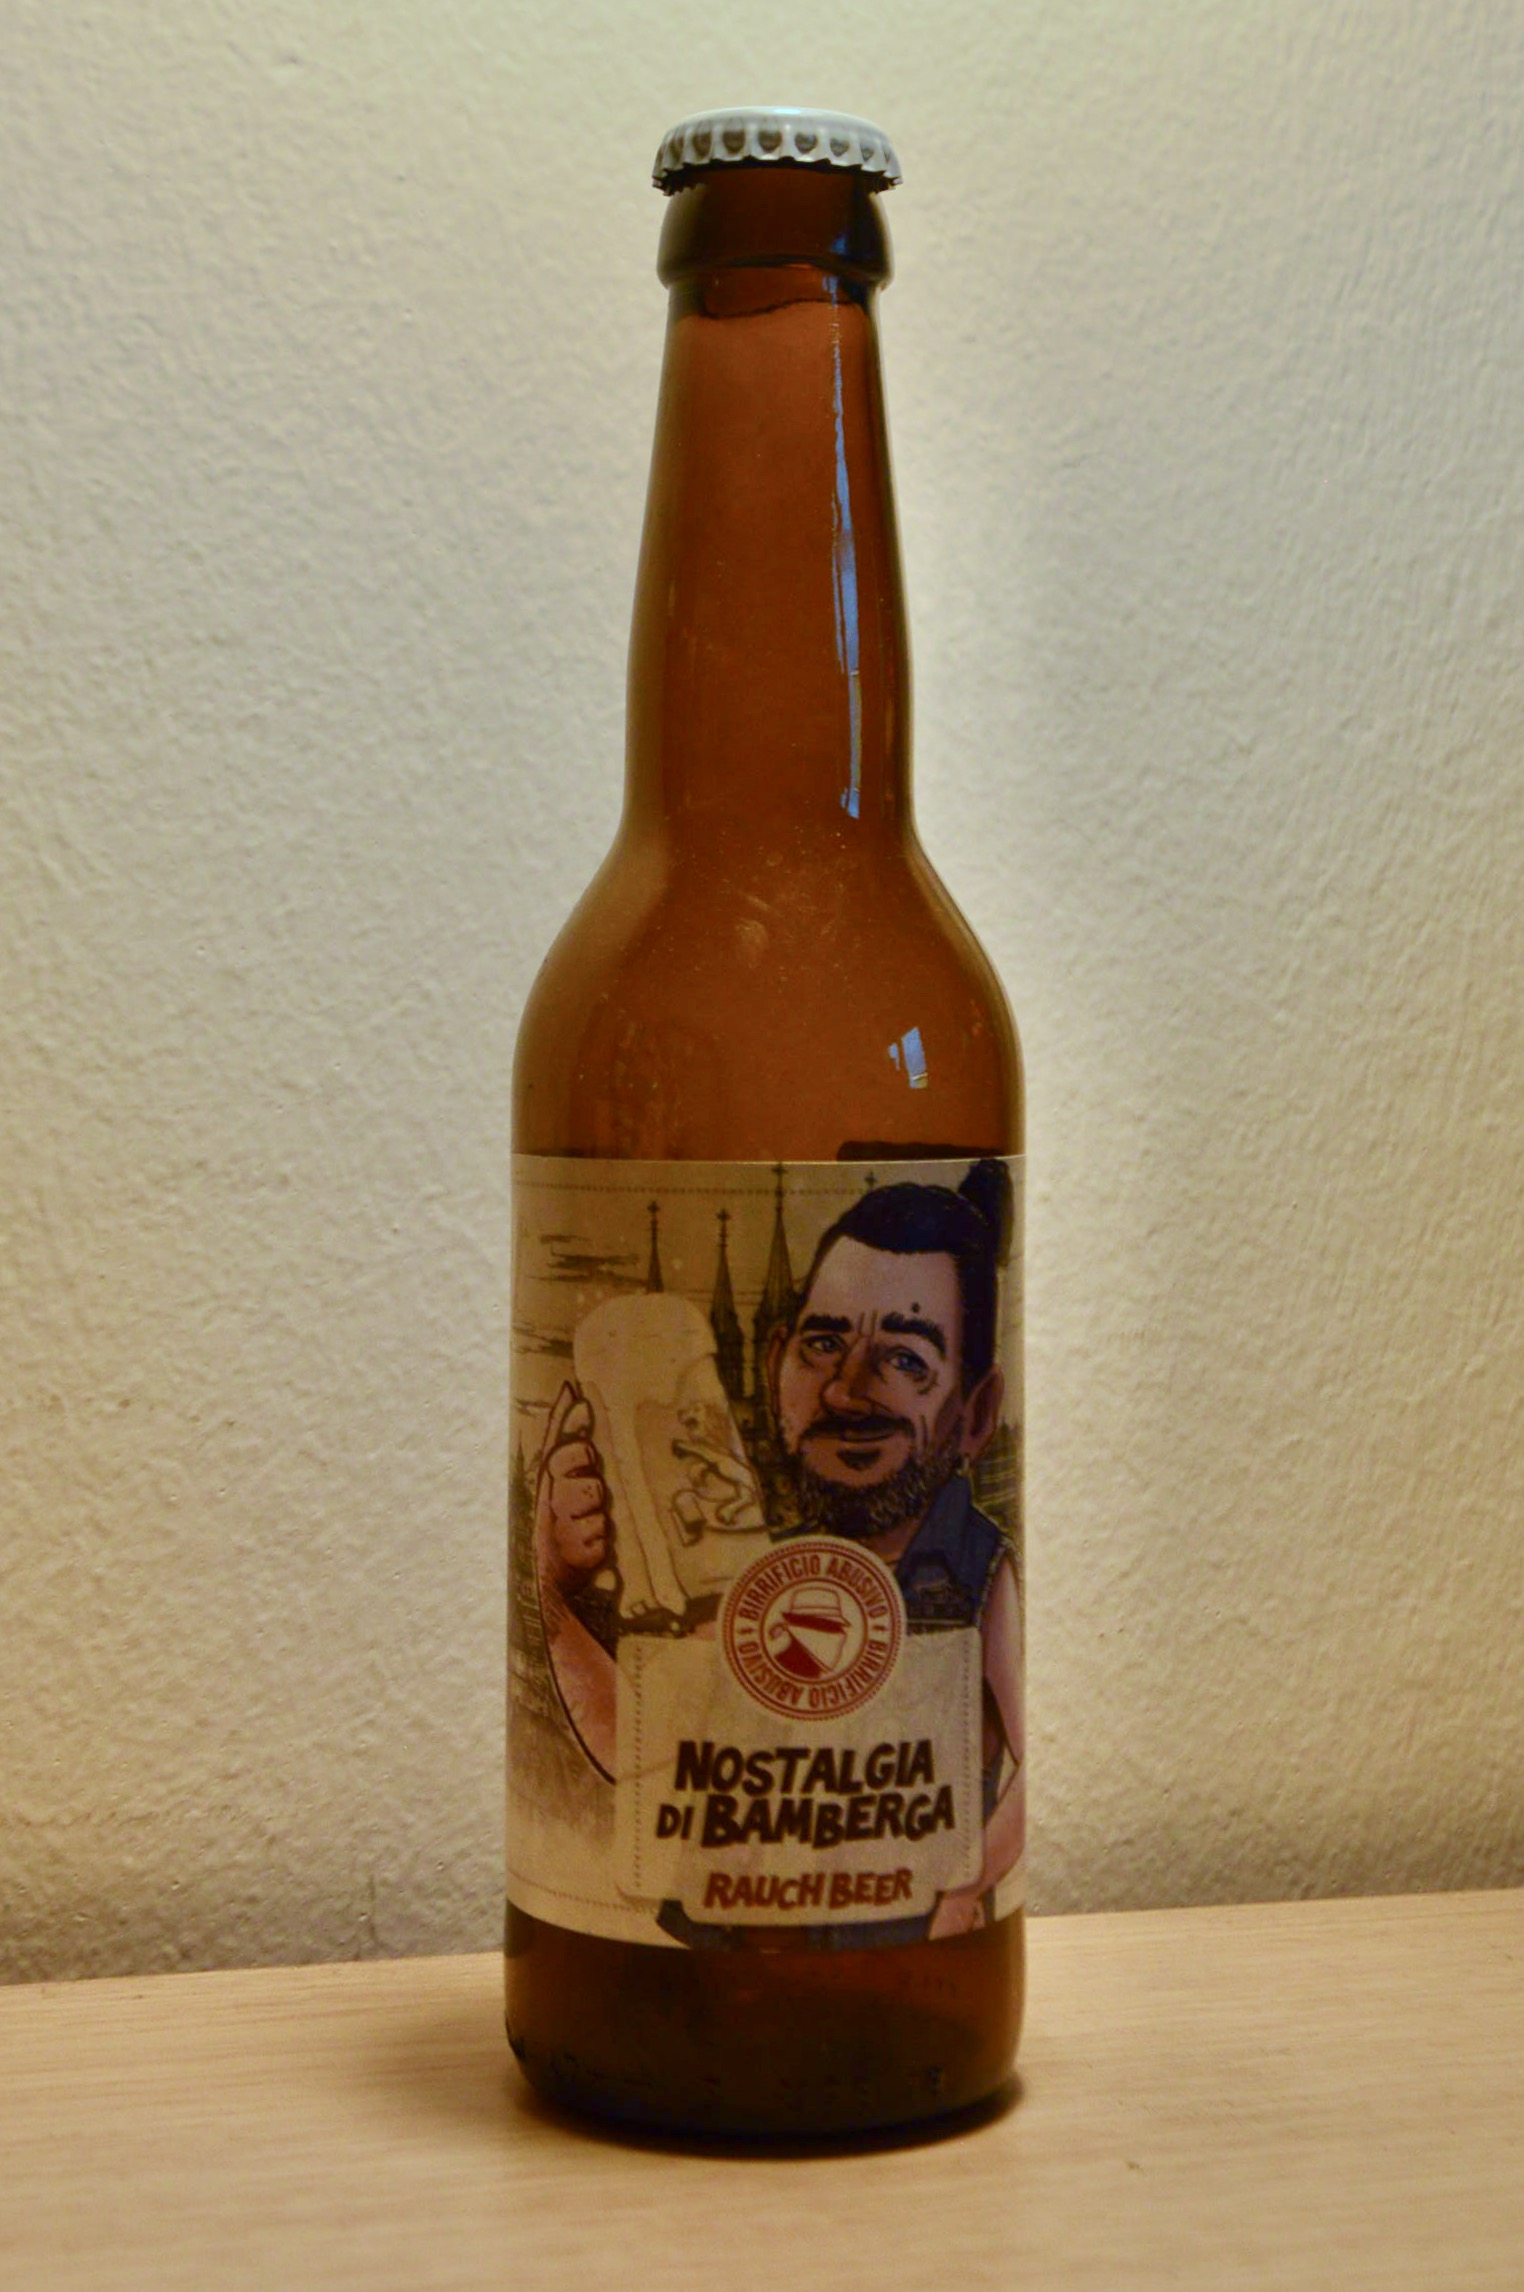 BIRRIFICIO ABUSIVO
BIRRIFICIO ABUSIVO
NOSTALGIA
DI BAMBERGA
RAUCH BEER